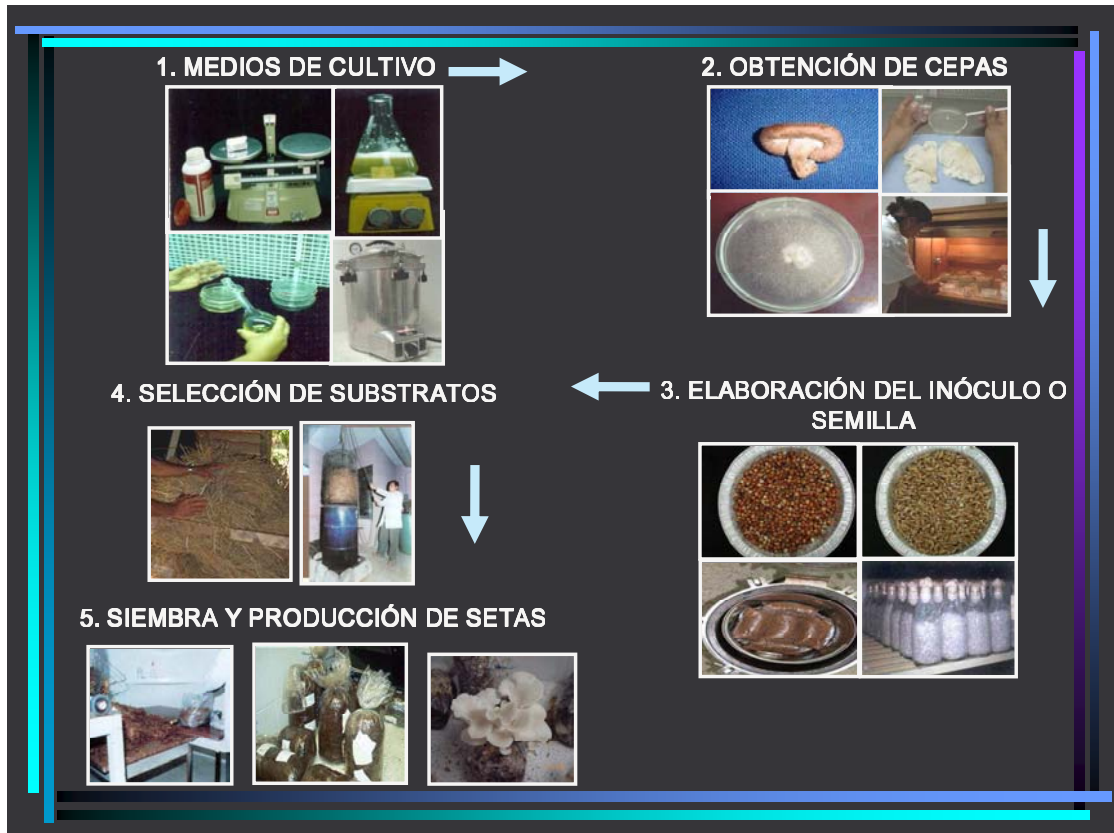 1. MEDIOS DE CULTIVO
2. OBTENCIÓN DE CEPAS
3. ELABORACIÓN DEL INÓCULO O
SEMILLA
4. SELECCIÓN DE SUBSTRATOS
5. SIEMBRA Y PRODUCCIÓN DE SETAS